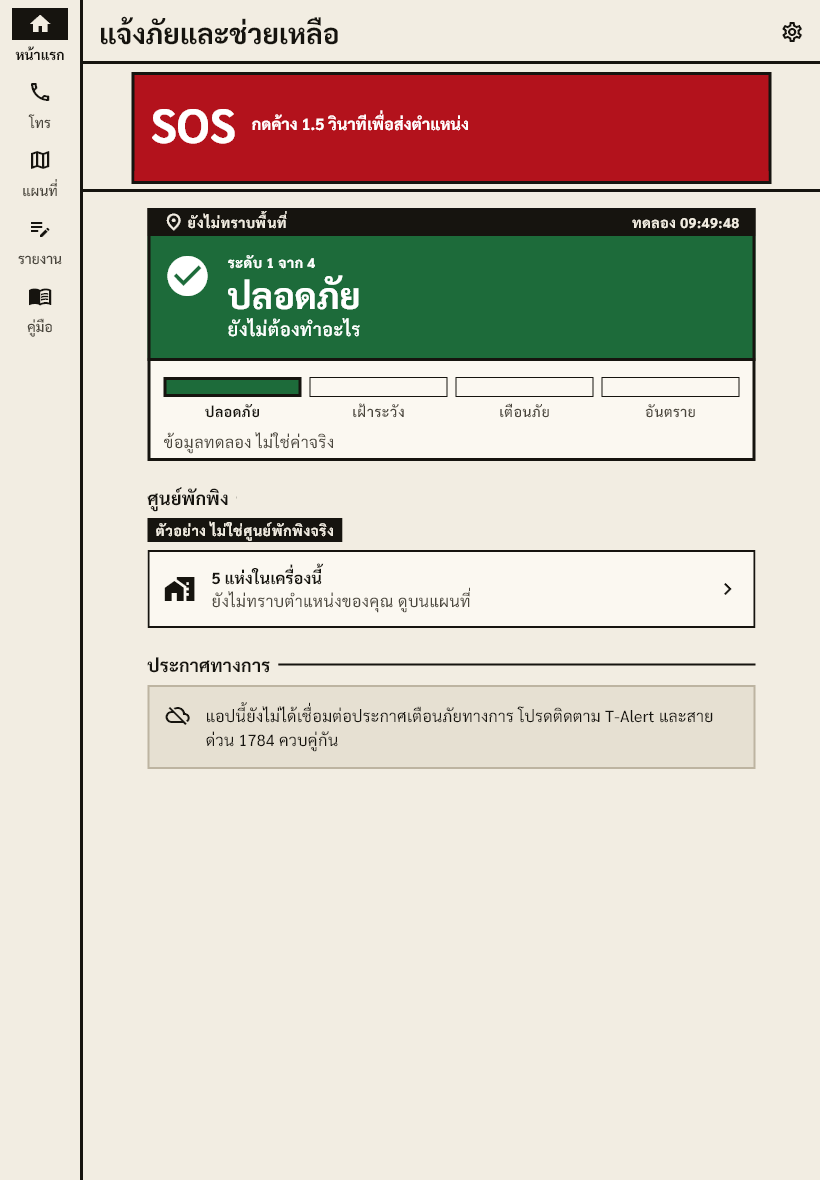 หน้าแรก
โทร
แผนที่
รายงาน
คู่มือ
แจ้งภัยและช่วยเหลือ
SOS กดค้าง 1.5 วินาทีเพื่อส่งตำแหน่ง
ยังไม่ทราบพื้นที่ ทดลอง 09:49:48
ระดับ 1 จาก 4
ปลอดภัย
ยังไม่ต้องทำอะไร
ปลอดภัย เฝ้าระวัง เตือนภัย อันตราย
ข้อมูลทดลอง ไม่ใช่ค่าจริง
ศูนย์พักพิง
ตัวอย่าง ไม่ใช่ศูนย์พักพิงจริง
5 แห่งในเครื่องนี้
ยังไม่ทราบตำแหน่งของคุณ ดูบนแผนที่
ประกาศทางการ
แอปนี้ยังไม่ได้เชื่อมต่อประกาศเตือนภัยทางการ โปรดติดตาม T-Alert และสาย
ด่วน 1784 ควบคู่กัน